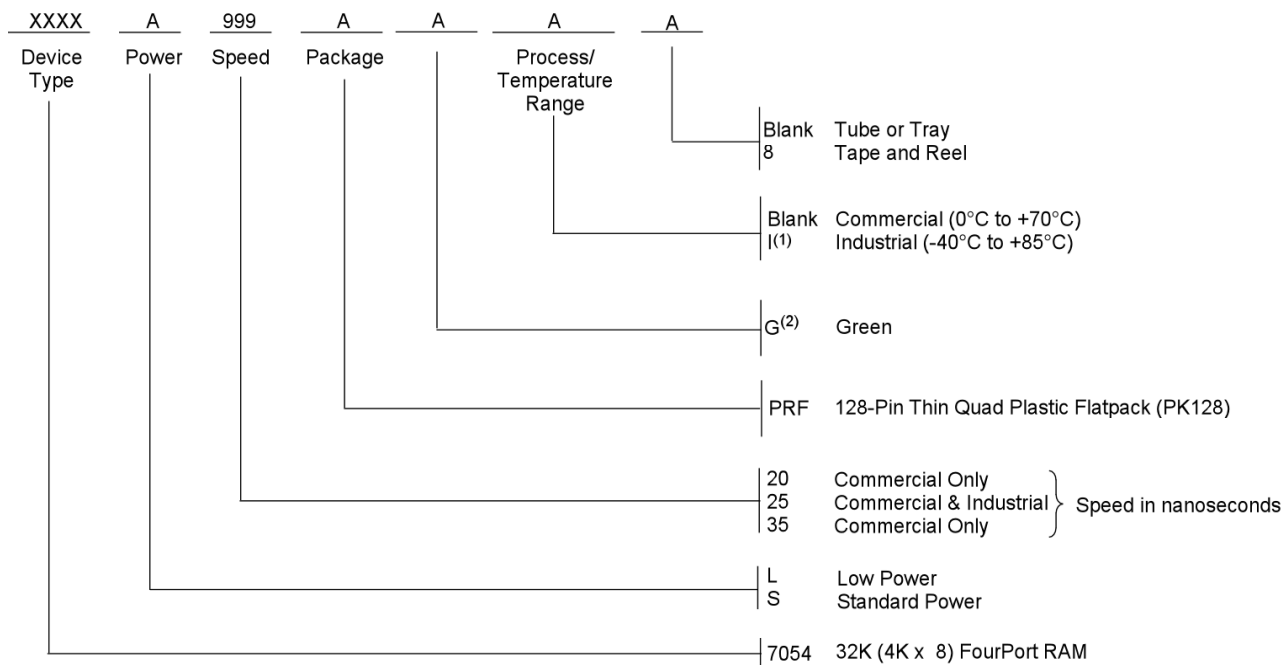 XXXX A 999 A A A A
Device Type Power Speed Package Process/ Temperature Range
Blank Tube or Tray
8 Tape and Reel
Blank Commercial (0°C to +70°C)
I(1) Industrial (-40°C to +85°C)
G(2) Green
PRF 128-Pin Thin Quad Plastic Flatpack (PK128)
20 Commercial Only
25 Commercial & Industrial Speed in nanoseconds
35 Commercial Only
L Low Power
S Standard Power
7054 32K (4K x 8) FourPort RAM